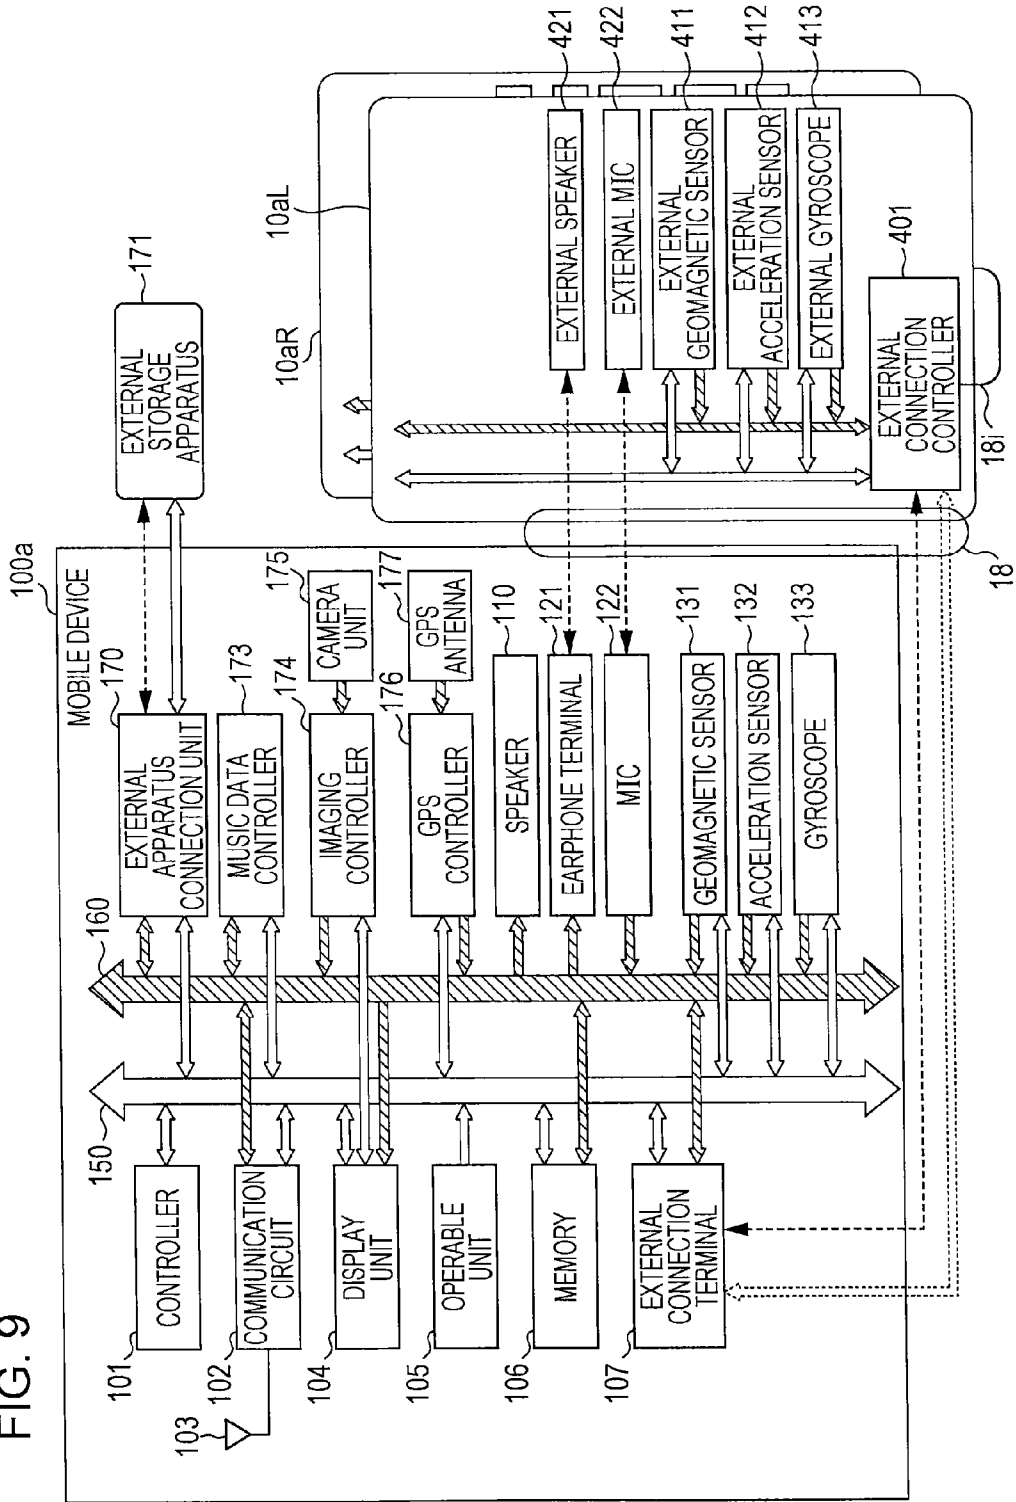 FIG. 9
100a
MOBILE DEVICE
101
CONTROLLER
102
COMMUNICATION
CIRCUIT
103
104
DISPLAY
UNIT
105
OPERABLE
UNIT
106
MEMORY
107
EXTERNAL
CONNECTION
TERMINAL
150
160
170
EXTERNAL
APPARATUS
CONNECTION UNIT
173
MUSIC DATA
CONTROLLER
174
IMAGING
CONTROLLER
175
CAMERA
UNIT
176
GPS
CONTROLLER
177
GPS
ANTENNA
110
SPEAKER
121
EARPHONE TERMINAL
122
MIC
131
GEOMAGNETIC SENSOR
132
ACCELERATION SENSOR
133
GYROSCOPE
171
EXTERNAL
STORAGE
APPARATUS
10aR
10aL
421
EXTERNAL SPEAKER
422
EXTERNAL MIC
411
EXTERNAL
GEOMAGNETIC SENSOR
412
EXTERNAL
ACCELERATION SENSOR
413
EXTERNAL GYROSCOPE
401
EXTERNAL
CONNECTION
CONTROLLER
18i
18